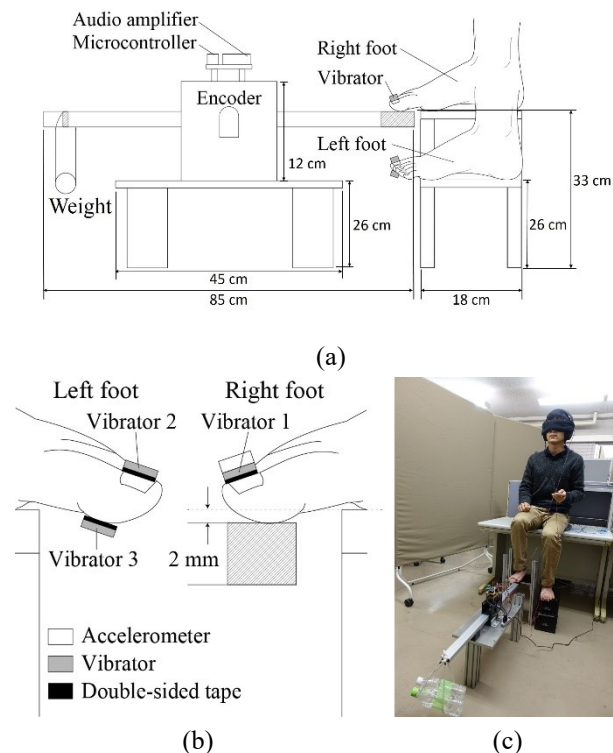 Audio amplifier
Microcontroller
Right foot
Vibrator
Encoder
Left foot
12 cm
Weight
26 cm
26 cm
33 cm
45 cm
85 cm
18 cm
(a)
Left foot
Right foot
Vibrator 2
Vibrator 1
Vibrator 3
2 mm
Accelerometer
Vibrator
Double-sided tape
(b)
(c)